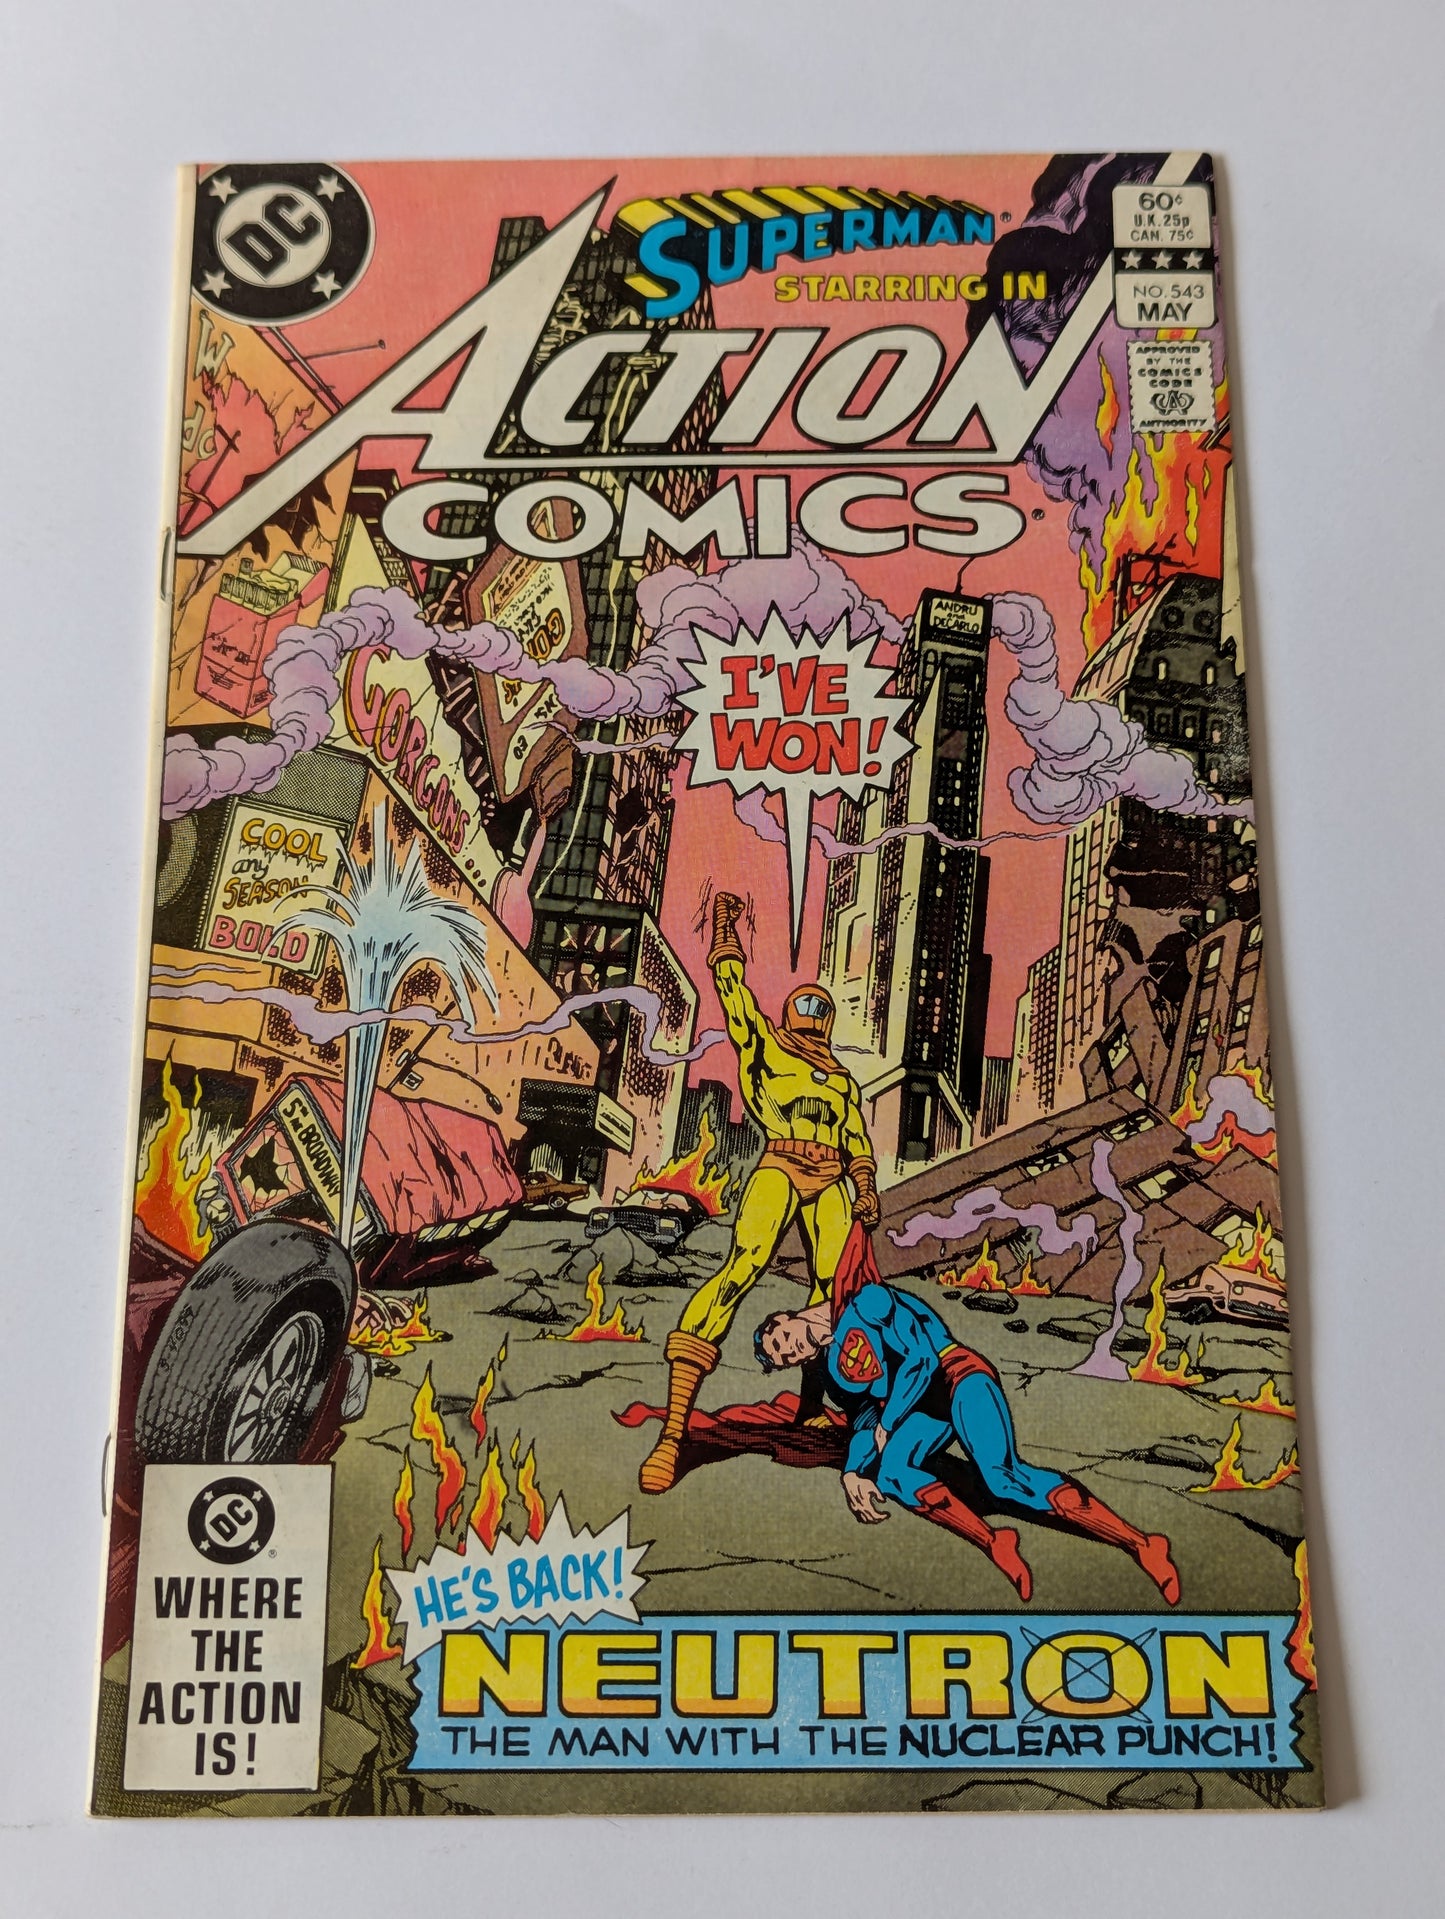 DC
SUPERMAN®
STARRING IN
ACTION
COMICS®
60¢
U.K. 25p
CAN. 75¢
NO. 543
MAY
APPROVED
BY THE
COMICS
CODE
CA
AUTHORITY
ANDRU
and
DeCARLO
I'VE
WON!
GORGONS
COOL
any
SEASON
BOLD
5TH BROADWAY
DC
®
WHERE
THE
ACTION
IS!
HE'S BACK!
NEUTRON
THE MAN WITH THE NUCLEAR PUNCH!